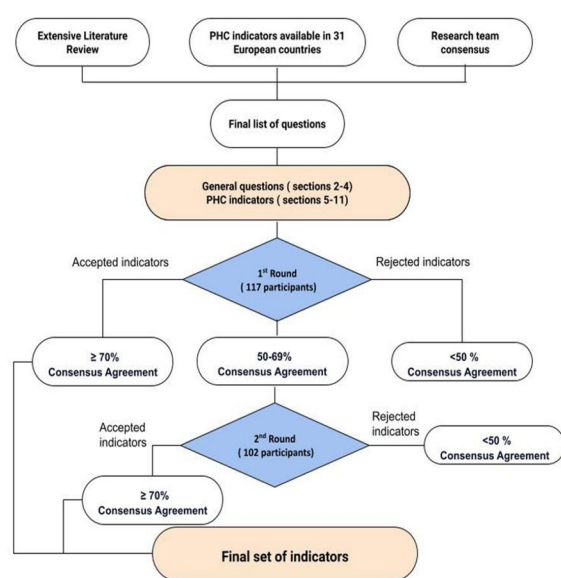 Extensive Literature
Review
PHC indicators available in 31
European countries
Research team
consensus
Final list of questions
General questions ( sections 2-4)
PHC indicators ( sections 5-11)
Accepted indicators
Rejected indicators
1st Round
( 117 participants)
≥ 70%
Consensus Agreement
50-69%
Consensus Agreement
<50 %
Consensus Agreement
Accepted
indicators
Rejected
indicators
2nd Round
( 102 participants)
<50 %
Consensus Agreement
≥ 70%
Consensus Agreement
Final set of indicators